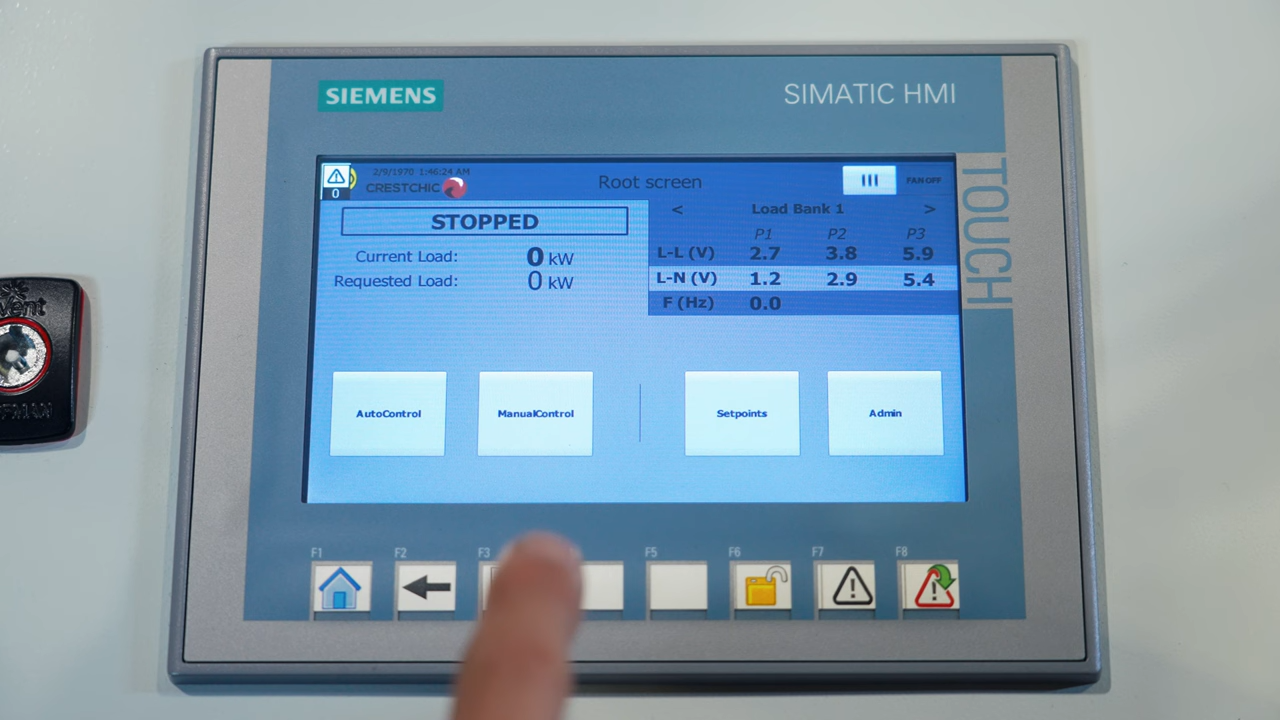 SIEMENS
SIMATIC HMI
TOUCH
0
2/9/1970 1:46:24 AM
CRESTCHIC
Root screen
FAN OFF
STOPPED
Current Load: 0 kW
Requested Load: 0 kW
< Load Bank 1 >
P1 P2 P3
L-L (V) 2.7 3.8 5.9
L-N (V) 1.2 2.9 5.4
F (Hz) 0.0
AutoControl
ManualControl
Setpoints
Admin
F1
F2
F3
F5
F6
F7
F8